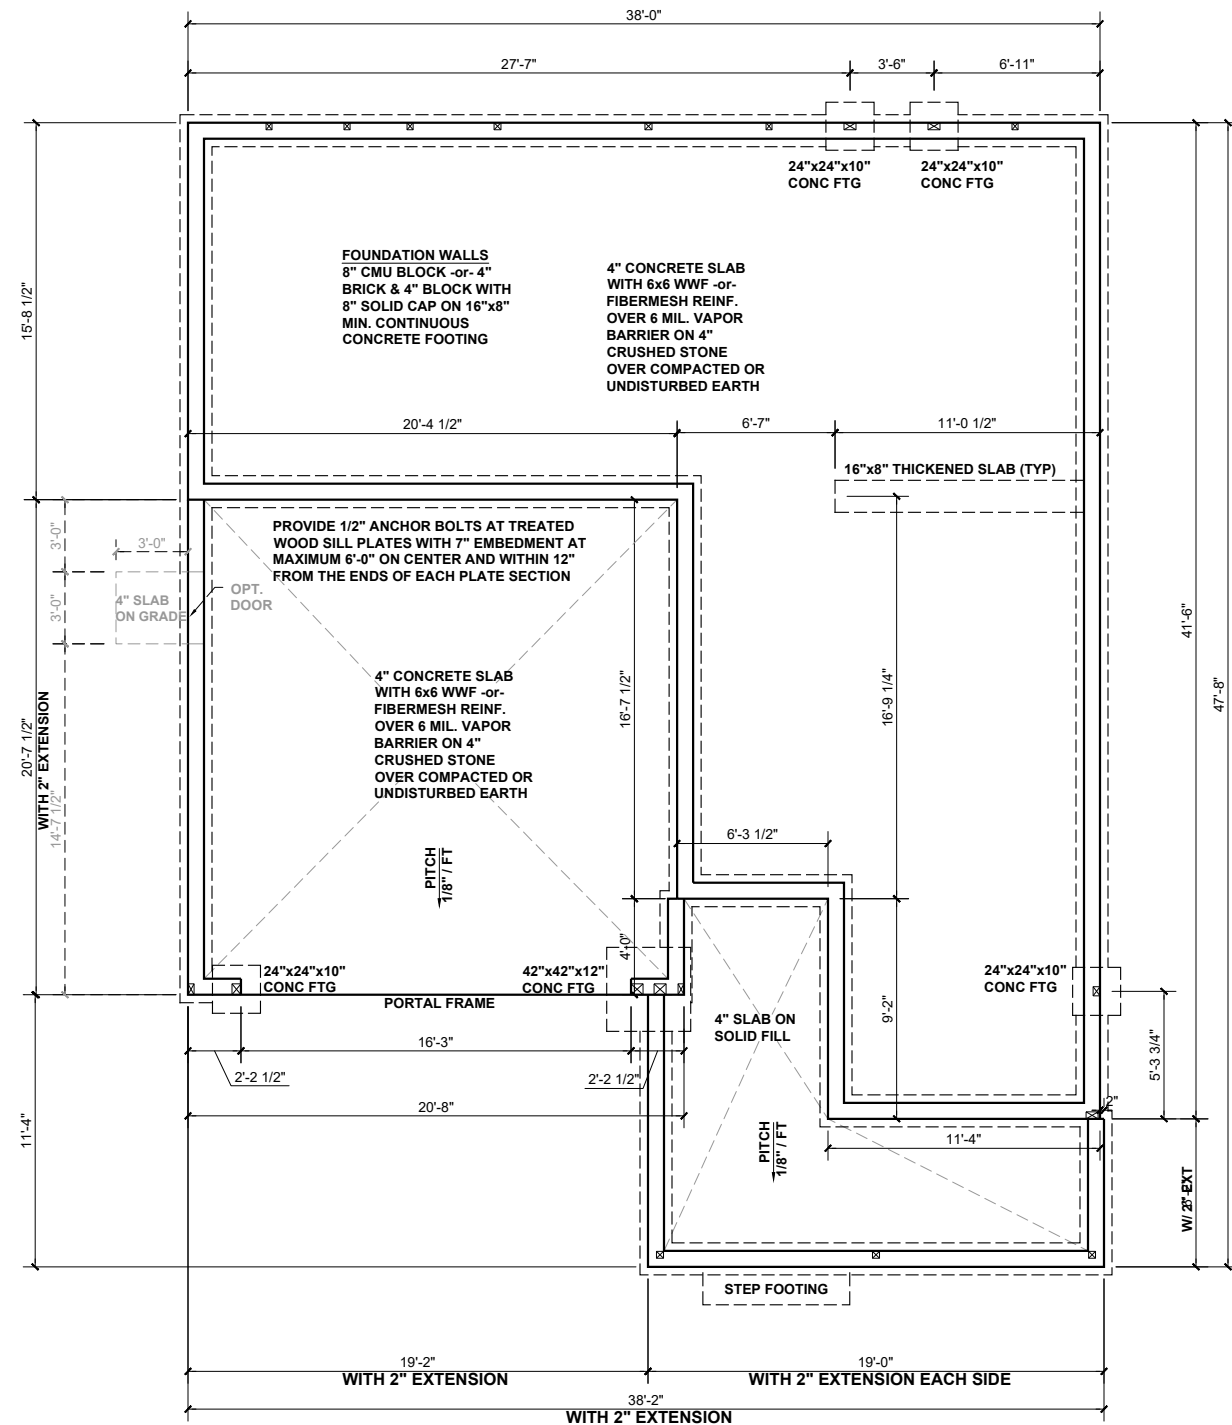 38'-0"
27'-7"
3'-6"
6'-11"
24"x24"x10"
CONC FTG
24"x24"x10"
CONC FTG
FOUNDATION WALLS
8" CMU BLOCK -or- 4"
BRICK & 4" BLOCK WITH
8" SOLID CAP ON 16"x8"
MIN. CONTINUOUS
CONCRETE FOOTING
4" CONCRETE SLAB
WITH 6x6 WWF -or-
FIBERMESH REINF.
OVER 6 MIL. VAPOR
BARRIER ON 4"
CRUSHED STONE
OVER COMPACTED OR
UNDISTURBED EARTH
15'-8 1/2"
20'-4 1/2"
6'-7"
11'-0 1/2"
16"x8" THICKENED SLAB (TYP)
PROVIDE 1/2" ANCHOR BOLTS AT TREATED
WOOD SILL PLATES WITH 7" EMBEDMENT AT
MAXIMUM 6'-0" ON CENTER AND WITHIN 12"
FROM THE ENDS OF EACH PLATE SECTION
3'-0"
3'-0"
3'-0"
4" SLAB
ON GRADE
OPT.
DOOR
41'-6"
47'-8"
4" CONCRETE SLAB
WITH 6x6 WWF -or-
FIBERMESH REINF.
OVER 6 MIL. VAPOR
BARRIER ON 4"
CRUSHED STONE
OVER COMPACTED OR
UNDISTURBED EARTH
16'-7 1/2"
16'-9 1/4"
20'-7 1/2"
WITH 2" EXTENSION
14'-7 1/2"
6'-3 1/2"
PITCH
1/8" / FT
4'-0"
24"x24"x10"
CONC FTG
42"x42"x12"
CONC FTG
PORTAL FRAME
24"x24"x10"
CONC FTG
4" SLAB ON
SOLID FILL
9'-2"
5'-3 3/4"
16'-3"
2'-2 1/2"
2'-2 1/2"
20'-8"
2"
11'-4"
11'-4"
PITCH
1/8" / FT
W/ 2" EXT
STEP FOOTING
19'-2"
WITH 2" EXTENSION
19'-0"
WITH 2" EXTENSION EACH SIDE
38'-2"
WITH 2" EXTENSION